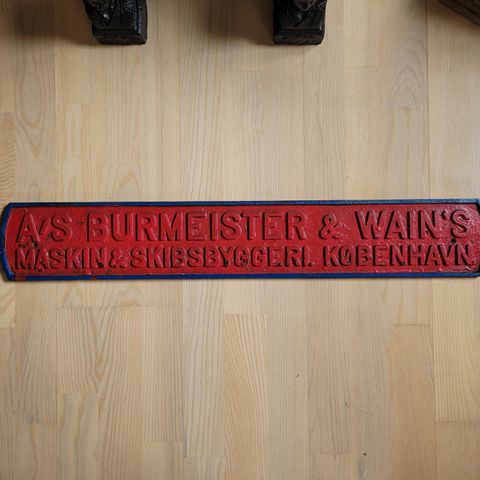 A/S BURMEISTER & WAIN'S
MASKIN & SKIBSBYGGERI. KØBENHAVN.